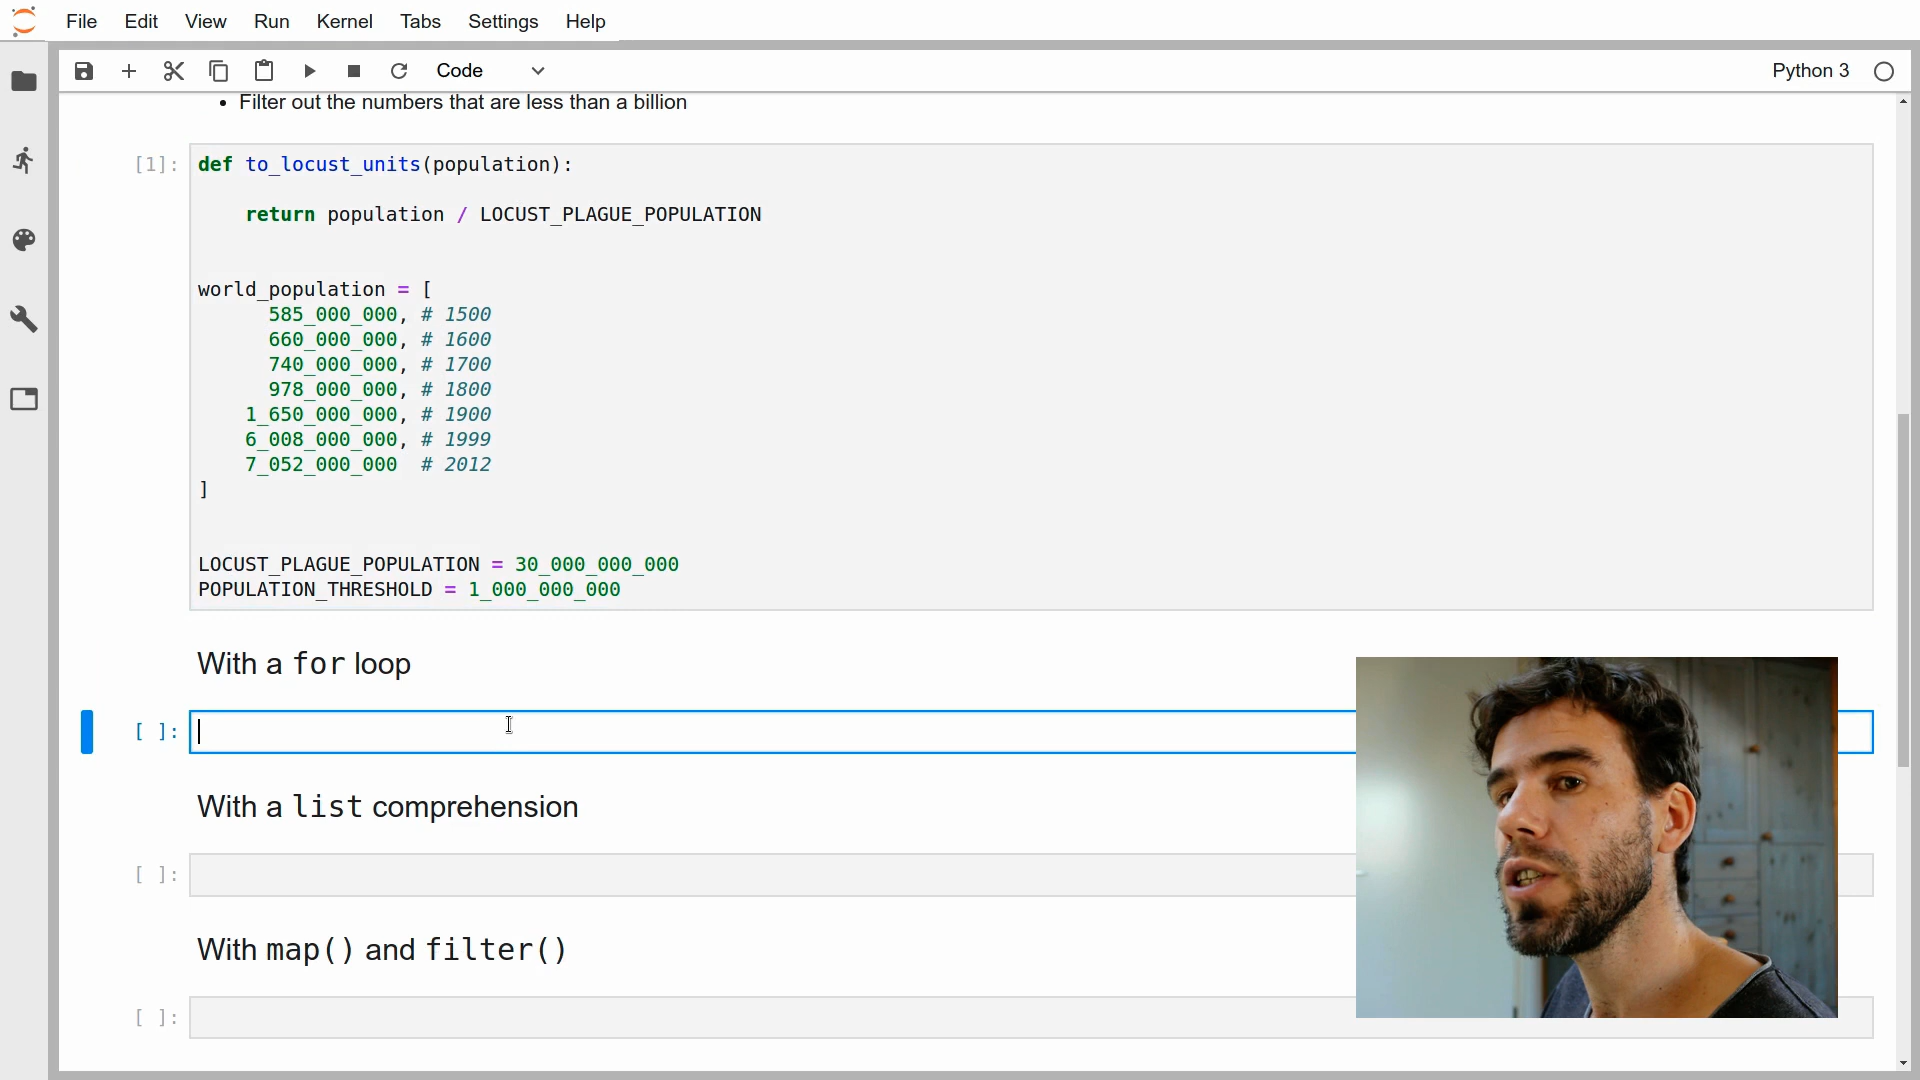 File Edit View Run Kernel Tabs Settings Help
Code
Python 3
• Filter out the numbers that are less than a billion
[1]: def to_locust_units(population):
return population / LOCUST_PLAGUE_POPULATION
world_population = [
585_000_000, # 1500
660_000_000, # 1600
740_000_000, # 1700
978_000_000, # 1800
1_650_000_000, # 1900
6_008_000_000, # 1999
7_052_000_000 # 2012
]
LOCUST_PLAGUE_POPULATION = 30_000_000_000
POPULATION_THRESHOLD = 1_000_000_000
With a for loop
[ ]:
With a list comprehension
[ ]:
With map() and filter()
[ ]: